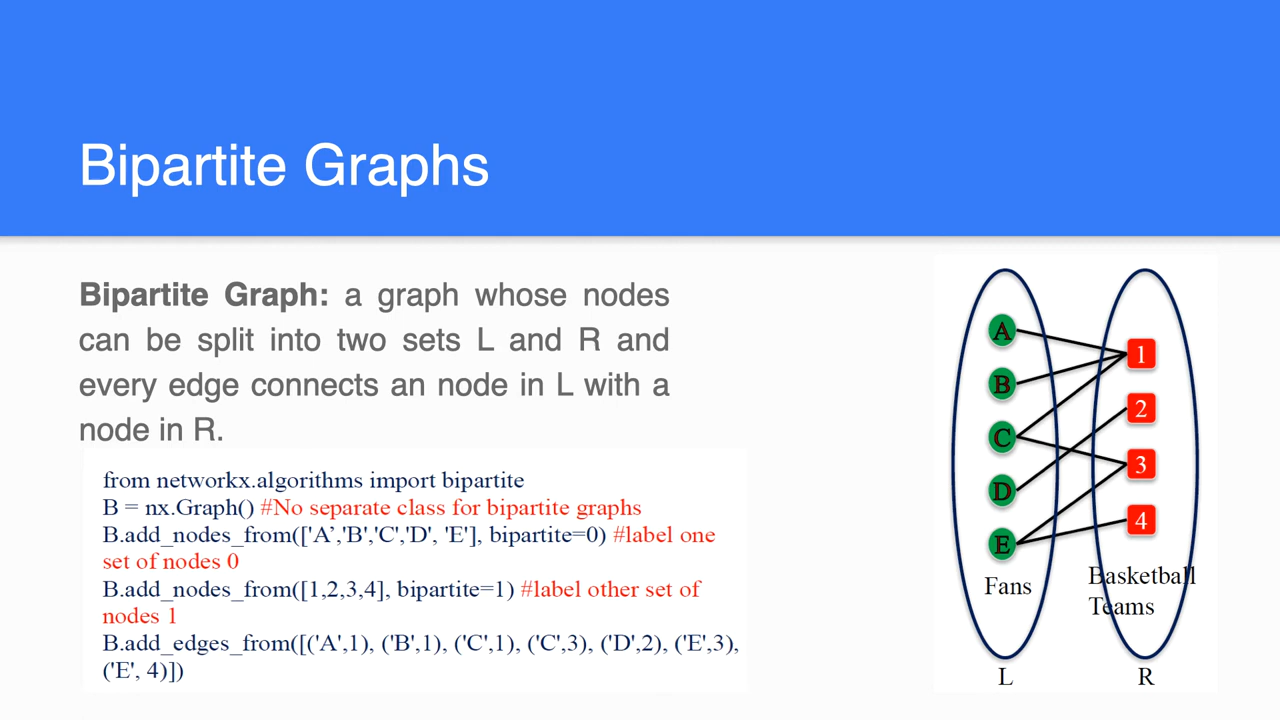 Bipartite Graphs
Bipartite Graph: a graph whose nodes
can be split into two sets L and R and
every edge connects an node in L with a
node in R.
from networkx.algorithms import bipartite
B = nx.Graph() #No separate class for bipartite graphs
B.add_nodes_from(['A’,'B','C','D', 'E'], bipartite=0) #label one
set of nodes 0
B.add_nodes_from([1,2,3,4], bipartite=1) #label other set of
nodes 1
B.add_edges_from([('A',1), ('B',1), ('C',1), ('C',3), ('D',2), ('E',3),
('E', 4)])
A
B
C
D
E
Fans
L
1
2
3
4
Basketball
Teams
R